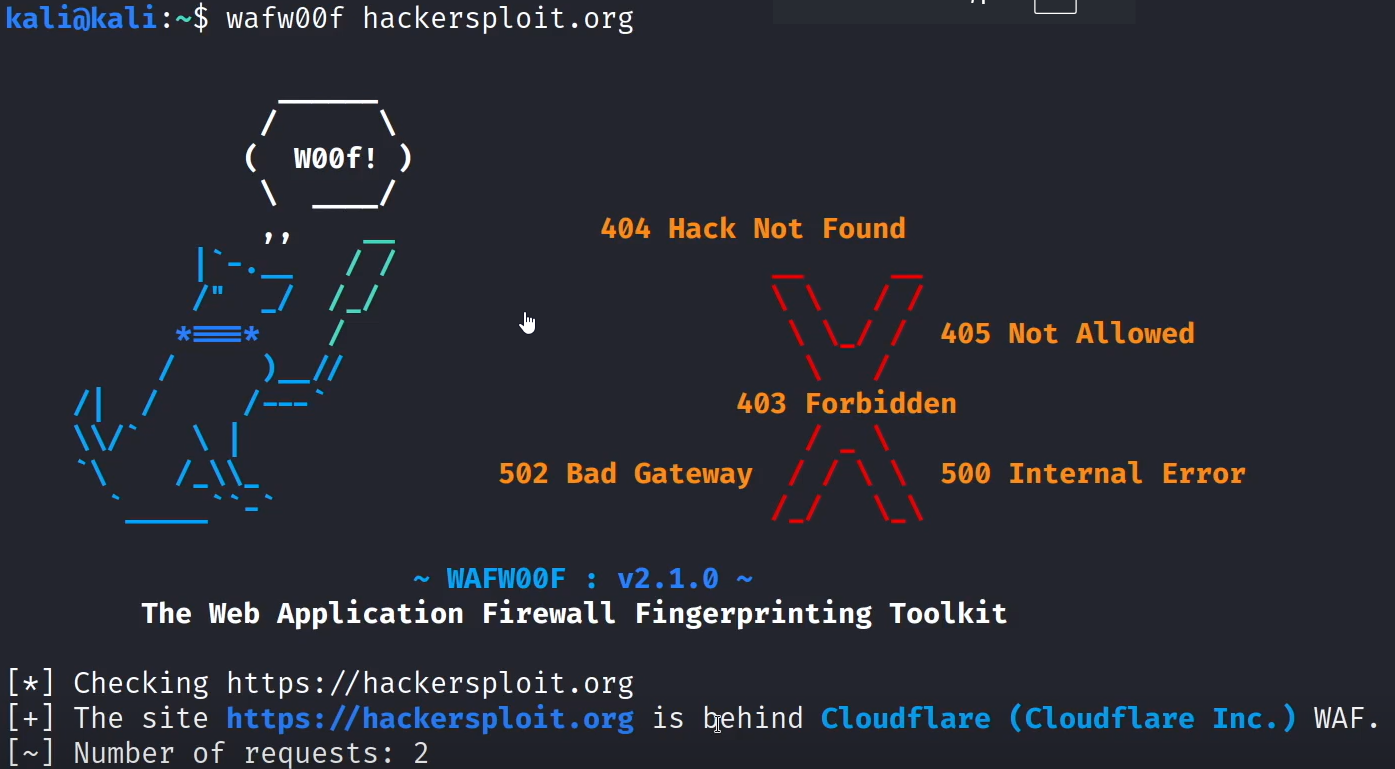 kali@kali:~$ wafw00f hackersploit.org
W00f!
404 Hack Not Found
405 Not Allowed
403 Forbidden
502 Bad Gateway
500 Internal Error
~ WAFW00F : v2.1.0 ~
The Web Application Firewall Fingerprinting Toolkit
[*] Checking https://hackersploit.org
[+] The site https://hackersploit.org is behind Cloudflare (Cloudflare Inc.) WAF.
[~] Number of requests: 2